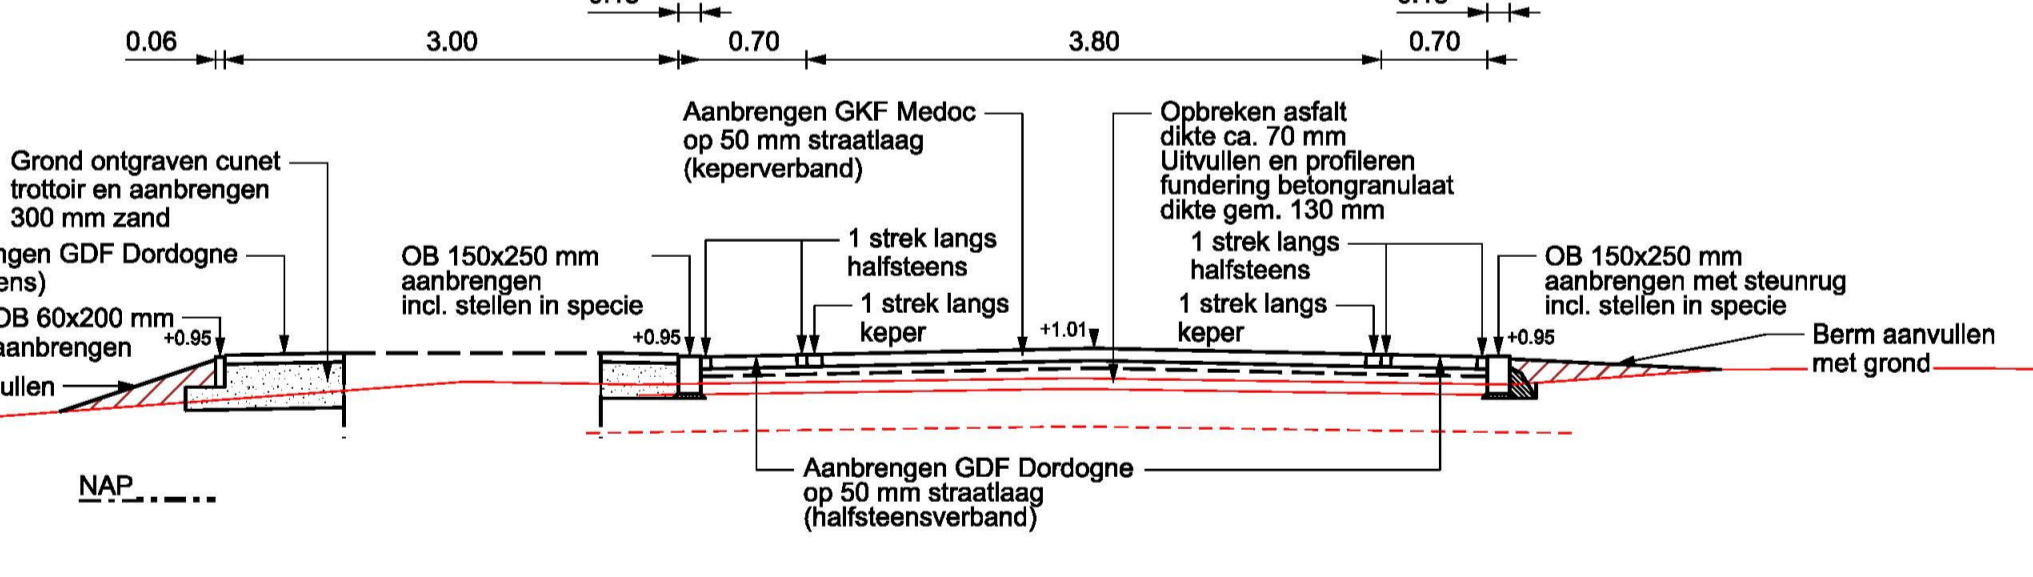 0.06
3.00
0.70
3.80
0.70
Aanbrengen GKF Medoc
op 50 mm straatlaag
(keperverband)
Opbreken asfalt
dikte ca. 70 mm
Uitvullen en profileren
fundering betongranulaat
dikte gem. 130 mm
Grond ontgraven cunet
trottoir en aanbrengen
300 mm zand
ngen GDF Dordogne
ens)
OB 60x200 mm
aanbrengen
ullen
+0.95
OB 150x250 mm
aanbrengen
incl. stellen in specie
+0.95
1 strek langs
halfsteens
1 strek langs
keper
+1.01
1 strek langs
halfsteens
1 strek langs
keper
OB 150x250 mm
aanbrengen met steunrug
incl. stellen in specie
+0.95
Berm aanvullen
met grond
Aanbrengen GDF Dordogne
op 50 mm straatlaag
(halfsteensverband)
NAP